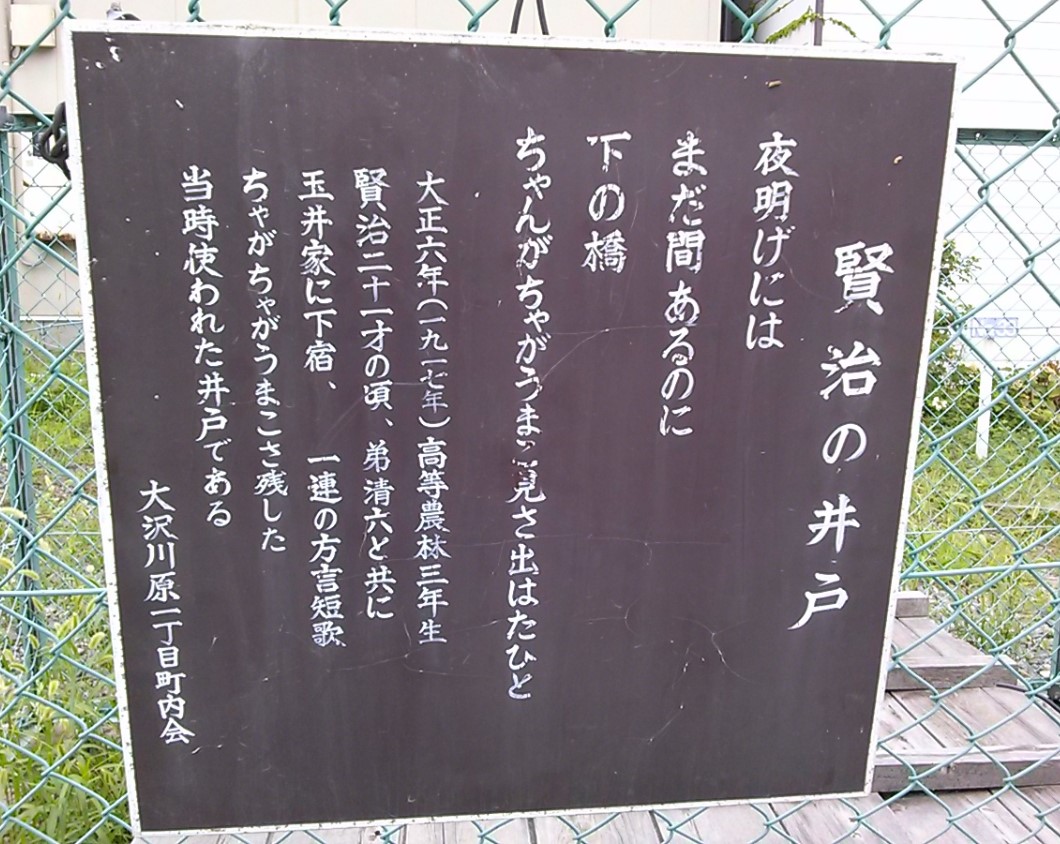 賢治の井戸
夜明げには
まだ間あるのに
下の橋
ちゃんがちゃがうまこ見さ出はたひと
大正六年(一九一七年)高等農林三年生
賢治二十一才の頃、弟清六と共に
玉井家に下宿、一連の方言短歌
ちゃがちゃがうまこさ残した
当時使われた井戸である
大沢川原一丁目町内会